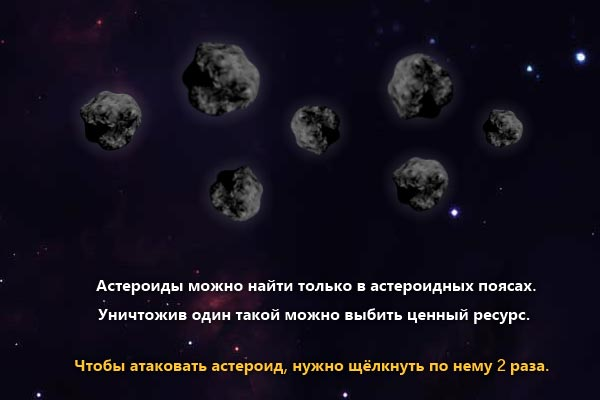 Астероиды можно найти только в астероидных поясах.
Уничтожив один такой можно выбить ценный ресурс.
Чтобы атаковать астероид, нужно щёлкнуть по нему 2 раза.